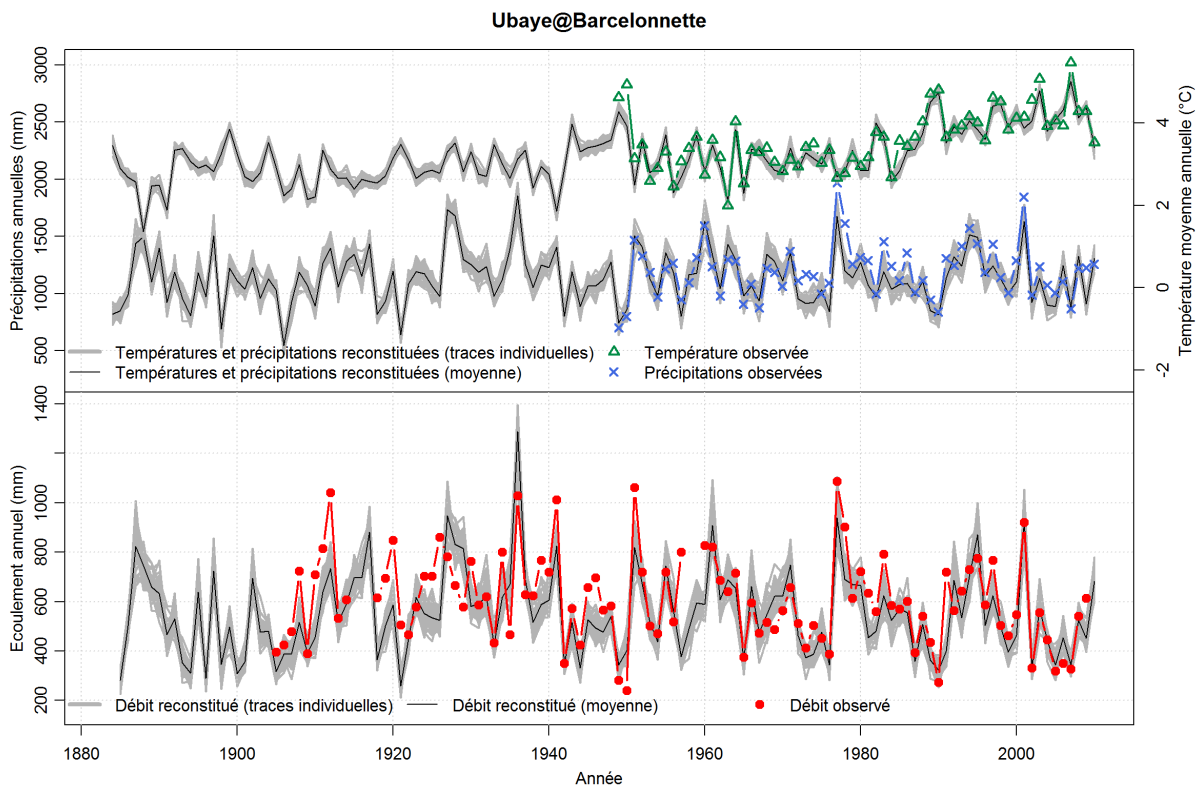 Ubaye@Barcelonnette
Précipitations annuelles (mm)
3000
2500
2000
1500
1000
500
Température moyenne annuelle (°C)
4
2
0
-2
Températures et précipitations reconstituées (traces individuelles)
Température observée
Températures et précipitations reconstituées (moyenne)
Précipitations observées
Ecoulement annuel (mm)
1400
1000
800
600
400
200
Débit reconstitué (traces individuelles)
Débit reconstitué (moyenne)
Débit observé
1880 1900 1920 1940 1960 1980 2000
Année